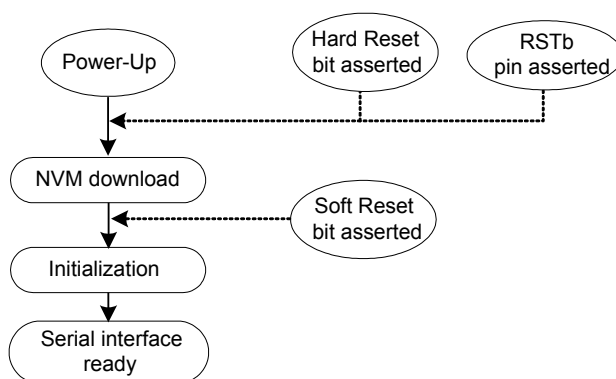 Power-Up
Hard Reset
bit asserted
RSTb
pin asserted
NVM download
Soft Reset
bit asserted
Initialization
Serial interface
ready